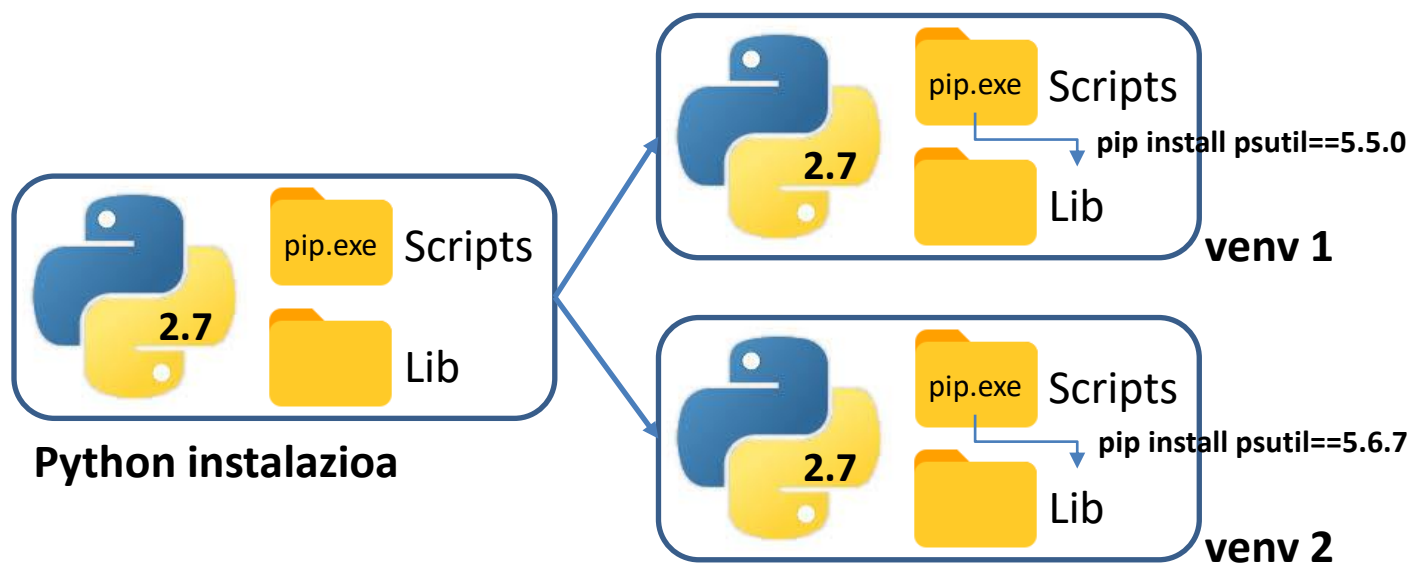 2.7
pip.exe
Scripts
Lib
Python instalazioa
2.7
pip.exe
Scripts
pip install psutil==5.5.0
Lib
venv 1
2.7
pip.exe
Scripts
pip install psutil==5.6.7
Lib
venv 2